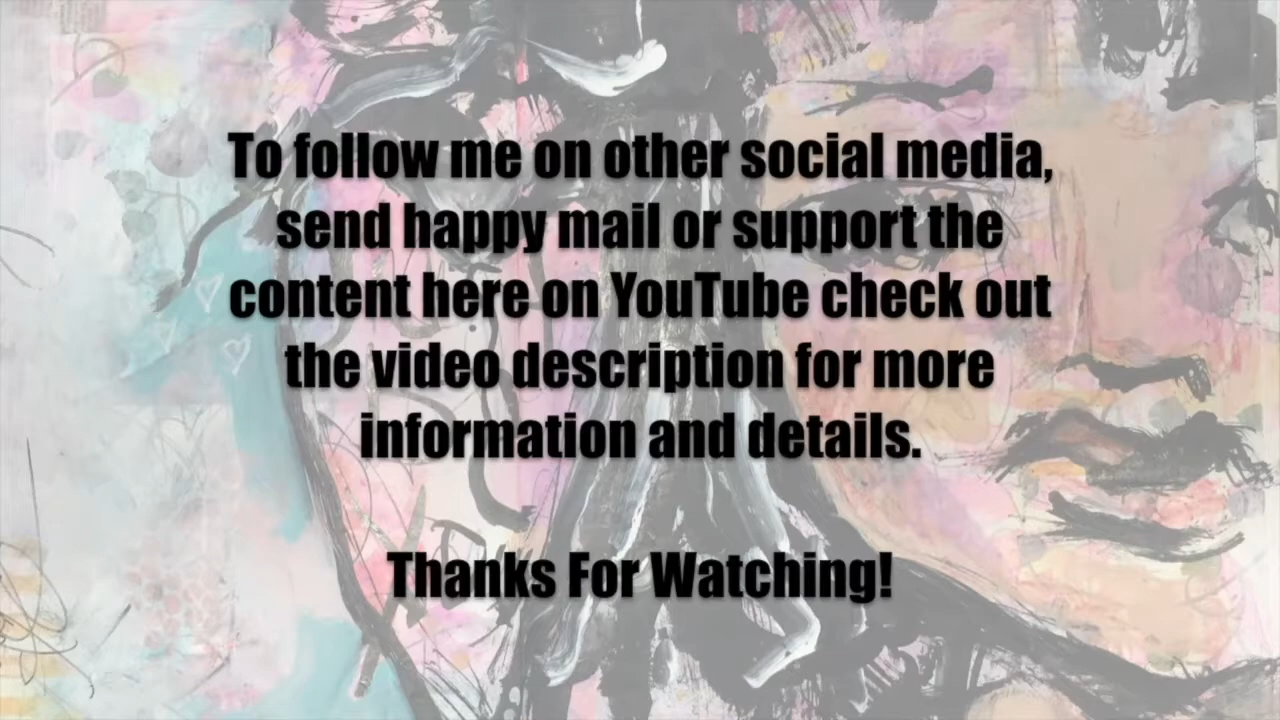 To follow me on other social media,
send happy mail or support the
content here on YouTube check out
the video description for more
information and details.
Thanks For Watching!